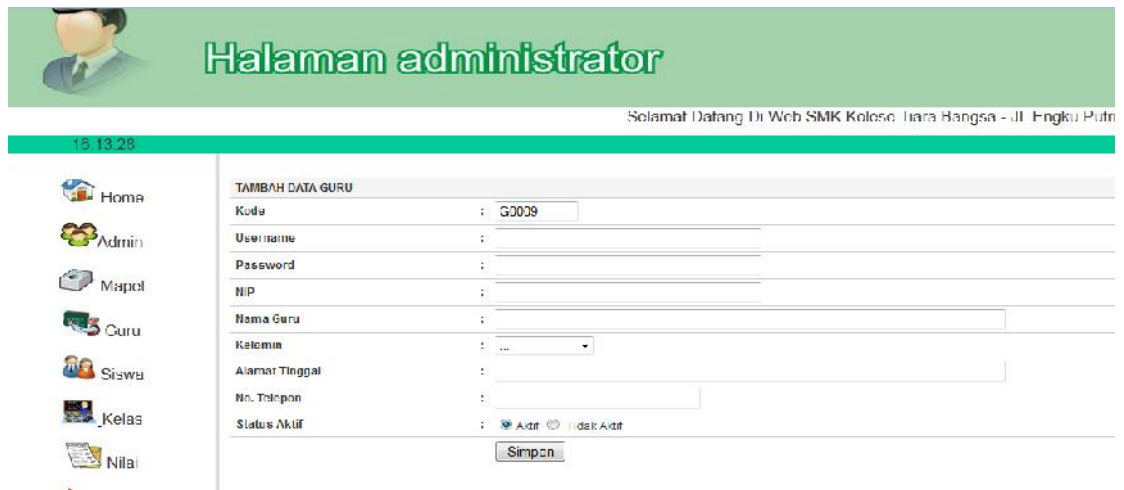 Halaman administrator
Selamat Datang Di Web SMK Kolese Tiara Bangsa - Jl. Engku Putri
16.13.28
Home
Admin
Mapel
Guru
Siswa
Kelas
Nilai
TAMBAH DATA GURU
Kode : G0009
Username :
Password :
NIP :
Nama Guru :
Kelamin : ...
Alamat Tinggal :
No. Telepon :
Status Aktif : Aktif Tidak Aktif
Simpan